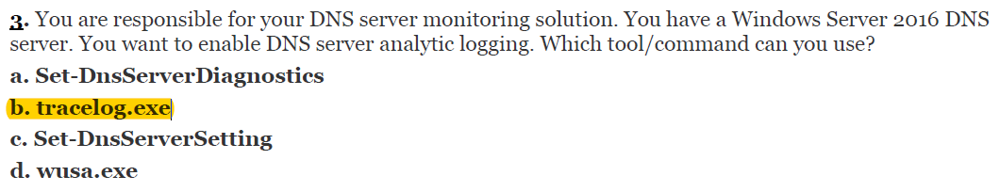 3. You are responsible for your DNS server monitoring solution. You have a Windows Server 2016 DNS
server. You want to enable DNS server analytic logging. Which tool/command can you use?
a. Set-DnsServerDiagnostics
b. tracelog.exe
c. Set-DnsServerSetting
d. wusa.exe